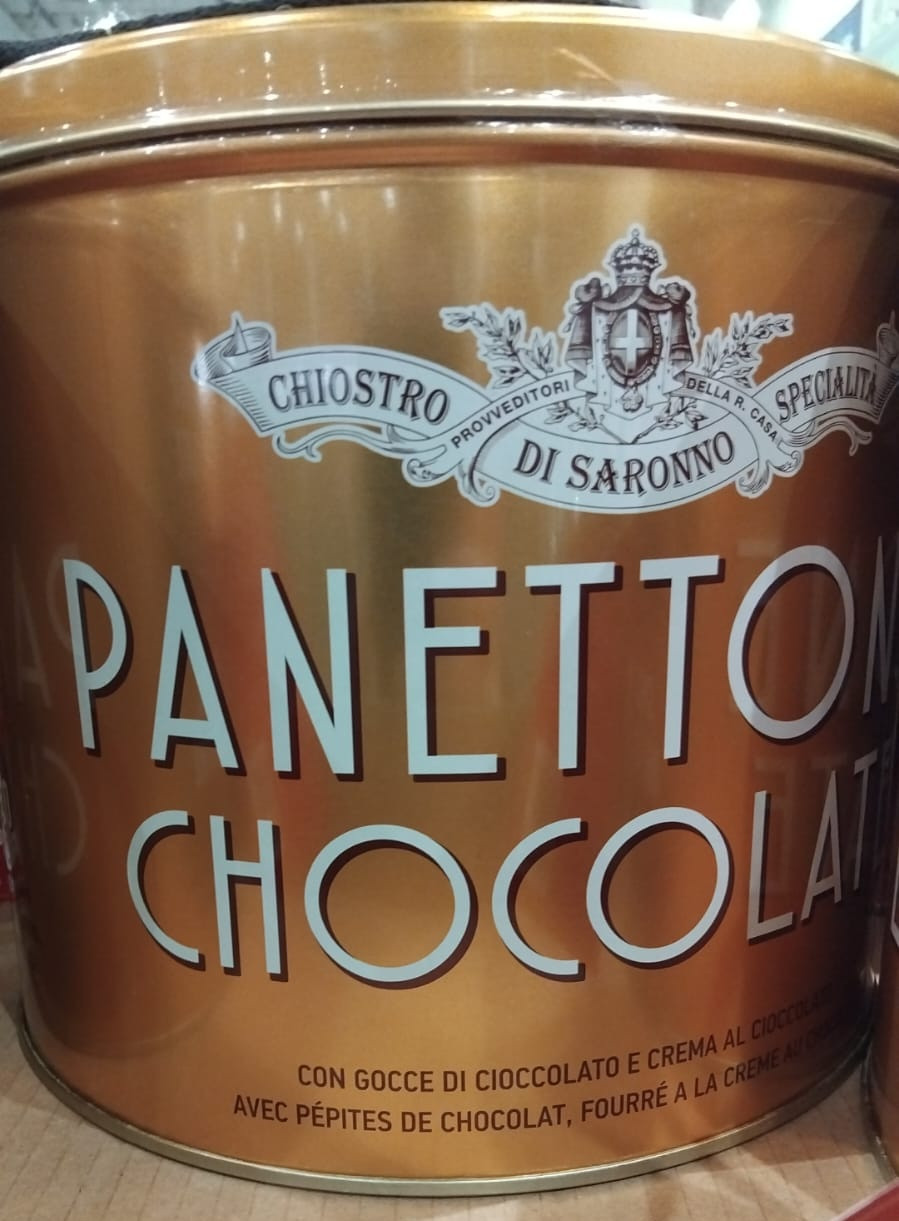 CHIOSTRO
PROVVEDITORI
DELLA R. CASA
SPECIALITÀ
DI SARONNO
PANETTON
CHOCOLAT
CON GOCCE DI CIOCCOLATO E CREMA AL CIOCCOLATO
AVEC PÉPITES DE CHOCOLAT, FOURRÉ A LA CREME AU